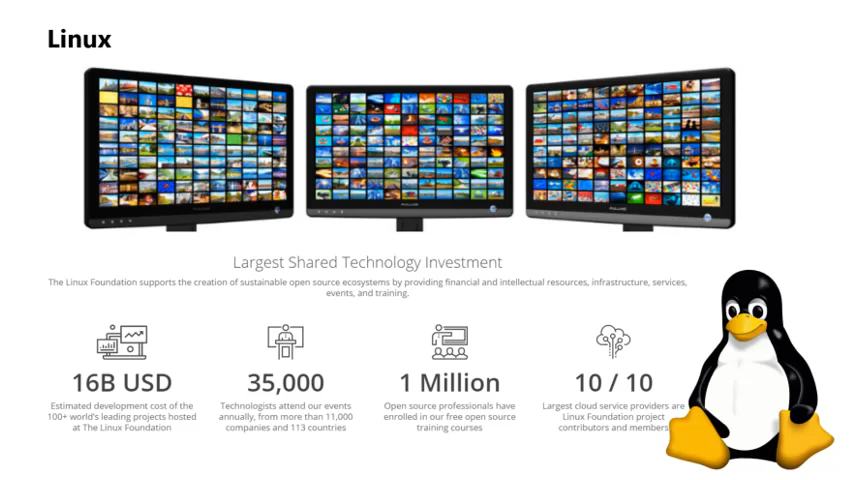 Linux
Largest Shared Technology Investment
The Linux Foundation supports the creation of sustainable open source ecosystems by providing financial and intellectual resources, infrastructure, services,
events, and training.
16B USD
Estimated development cost of the
100+ world's leading projects hosted
at The Linux Foundation
35,000
Technologists attend our events
annually, from more than 11,000
companies and 113 countries
1 Million
Open source professionals have
enrolled in our free open source
training courses
10 / 10
Largest cloud service providers are
Linux Foundation project
contributors and members